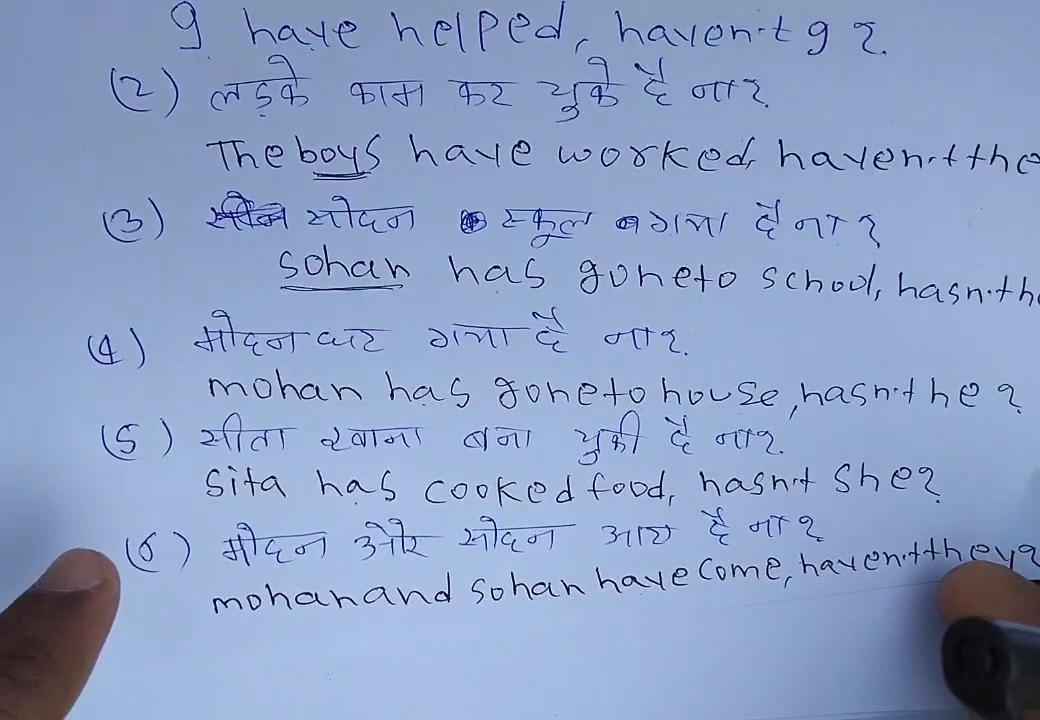 I have helped, haven't I ?
(2) लड़के काम कर चुके है ना ?
The boys have worked, haven't the
(3) सोहन स्कूल गया है ना ?
sohan has gone to school, hasn't h
(4) मोहन घर गया है ना ?
mohan has gone to house, hasn't he ?
(5) सीता खाना बना चुकी है ना ?
Sita has cooked food, hasn't she ?
(6) मोहन और सोहन आए है ना ?
mohan and sohan have come, haven't they ?